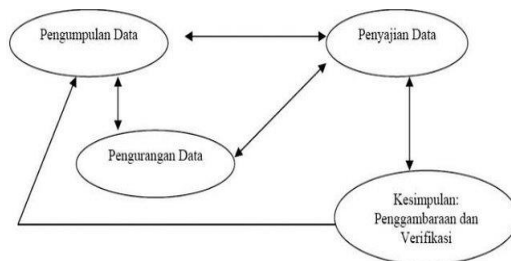 Pengumpulan Data
Penyajian Data
Pengurangan Data
Kesimpulan:
Penggambaraan dan
Verifikasi